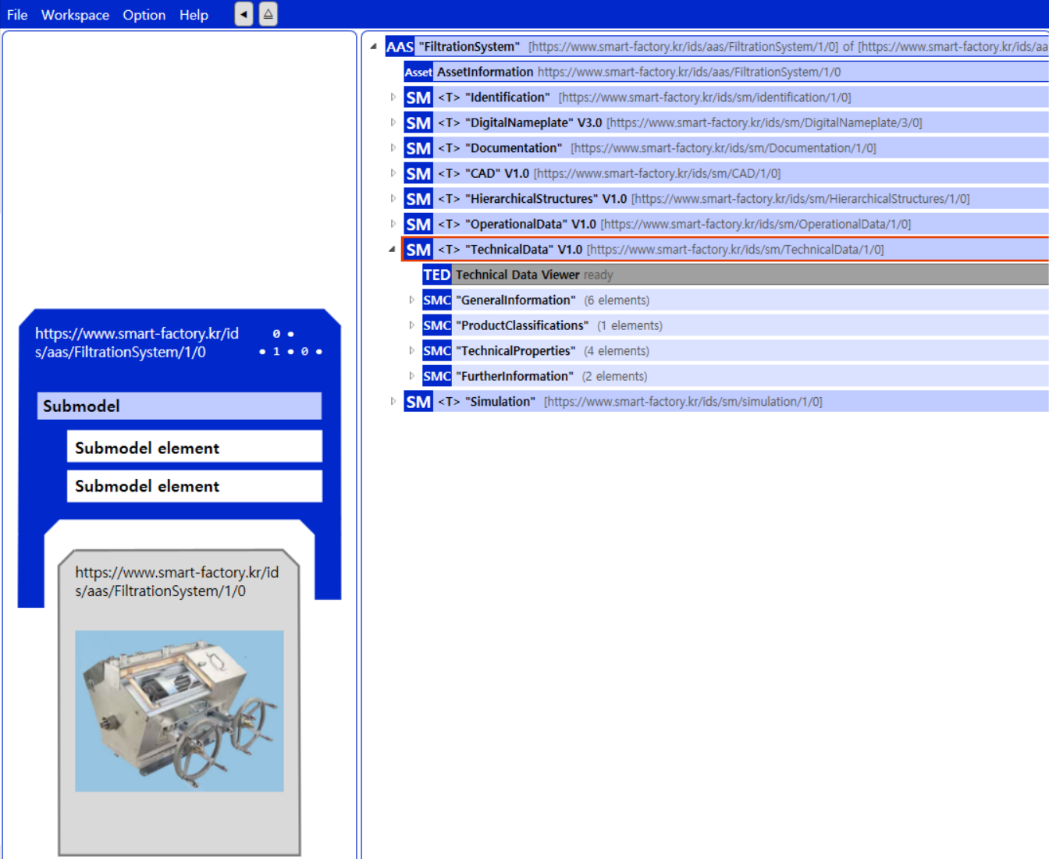 File Workspace Option Help
https://www.smart-factory.kr/id
s/aas/FiltrationSystem/1/0
0 •
• 1 • 0 •
Submodel
Submodel element
Submodel element
https://www.smart-factory.kr/id
s/aas/FiltrationSystem/1/0
AAS "FiltrationSystem" [https://www.smart-factory.kr/ids/aas/FiltrationSystem/1/0] of [https://www.smart-factory.kr/ids/aa
Asset AssetInformation https://www.smart-factory.kr/ids/aas/FiltrationSystem/1/0
SM <T> "Identification" [https://www.smart-factory.kr/ids/sm/identification/1/0]
SM <T> "DigitalNameplate" V3.0 [https://www.smart-factory.kr/ids/sm/DigitalNameplate/3/0]
SM <T> "Documentation" [https://www.smart-factory.kr/ids/sm/Documentation/1/0]
SM <T> "CAD" V1.0 [https://www.smart-factory.kr/ids/sm/CAD/1/0]
SM <T> "HierarchicalStructures" V1.0 [https://www.smart-factory.kr/ids/sm/HierarchicalStructures/1/0]
SM <T> "OperationalData" V1.0 [https://www.smart-factory.kr/ids/sm/OperationalData/1/0]
SM <T> "TechnicalData" V1.0 [https://www.smart-factory.kr/ids/sm/TechnicalData/1/0]
TED Technical Data Viewer ready
SMC "GeneralInformation" (6 elements)
SMC "ProductClassifications" (1 elements)
SMC "TechnicalProperties" (4 elements)
SMC "FurtherInformation" (2 elements)
SM <T> "Simulation" [https://www.smart-factory.kr/ids/sm/simulation/1/0]